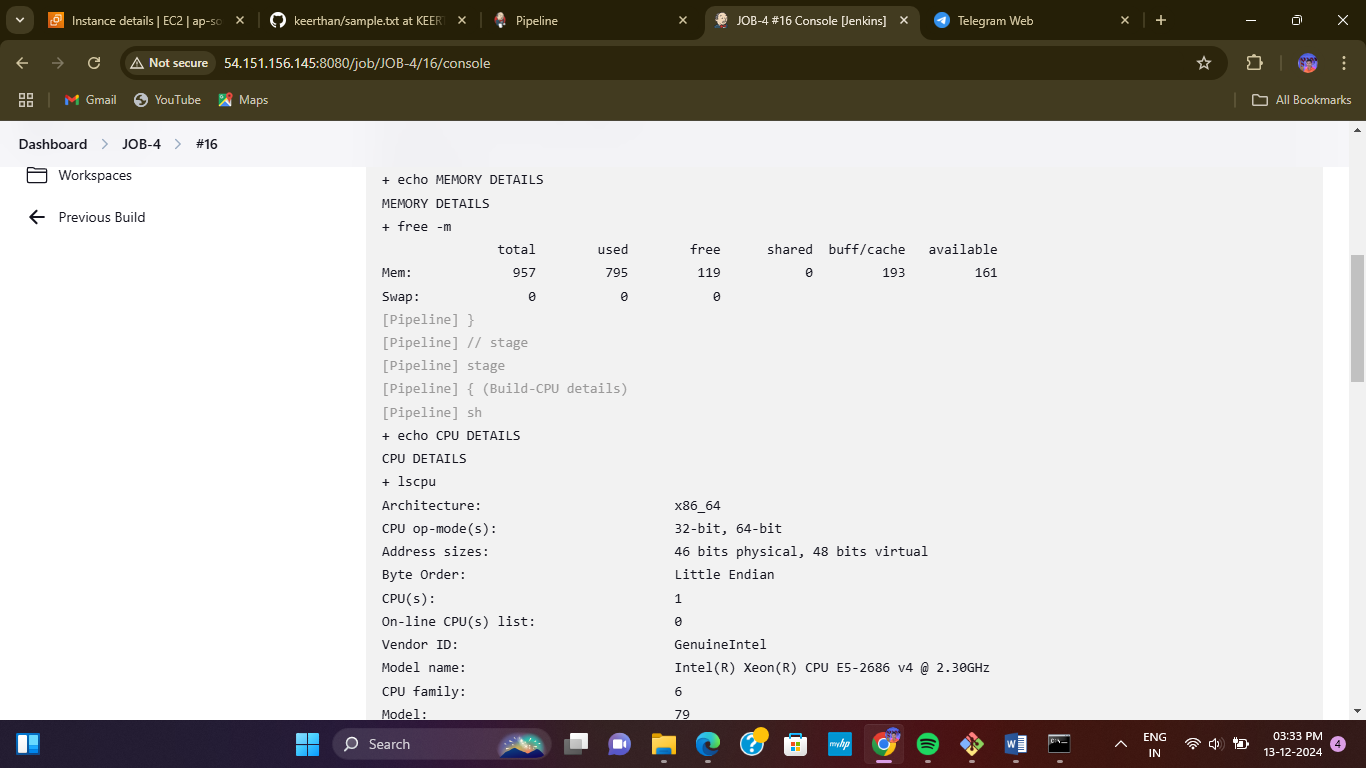 Instance details | EC2 | ap-so
keerthan/sample.txt at KEER
Pipeline
JOB-4 #16 Console [Jenkins]
Telegram Web
Not secure
54.151.156.145:8080/job/JOB-4/16/console
Gmail
YouTube
Maps
All Bookmarks
Dashboard
JOB-4
#16
Workspaces
Previous Build
+ echo MEMORY DETAILS
MEMORY DETAILS
+ free -m
total used free shared buff/cache available
Mem: 957 795 119 0 193 161
Swap: 0 0 0
[Pipeline] }
[Pipeline] // stage
[Pipeline] stage
[Pipeline] { (Build-CPU details)
[Pipeline] sh
+ echo CPU DETAILS
CPU DETAILS
+ lscpu
Architecture: x86_64
CPU op-mode(s): 32-bit, 64-bit
Address sizes: 46 bits physical, 48 bits virtual
Byte Order: Little Endian
CPU(s): 1
On-line CPU(s) list: 0
Vendor ID: GenuineIntel
Model name: Intel(R) Xeon(R) CPU E5-2686 v4 @ 2.30GHz
CPU family: 6
Model: 79
Search
myhp
ENG
IN
03:33 PM
13-12-2024
4